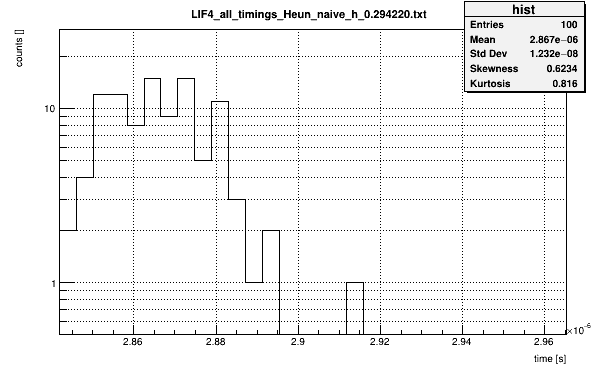 LIF4_all_timings_Heun_naive_h_0.294220.txt
hist
Entries 100
Mean 2.867e−06
Std Dev 1.232e−08
Skewness 0.6234
Kurtosis 0.816
counts []
10
1
2.86 2.88 2.9 2.92 2.94 2.96
×10⁻⁶
time [s]